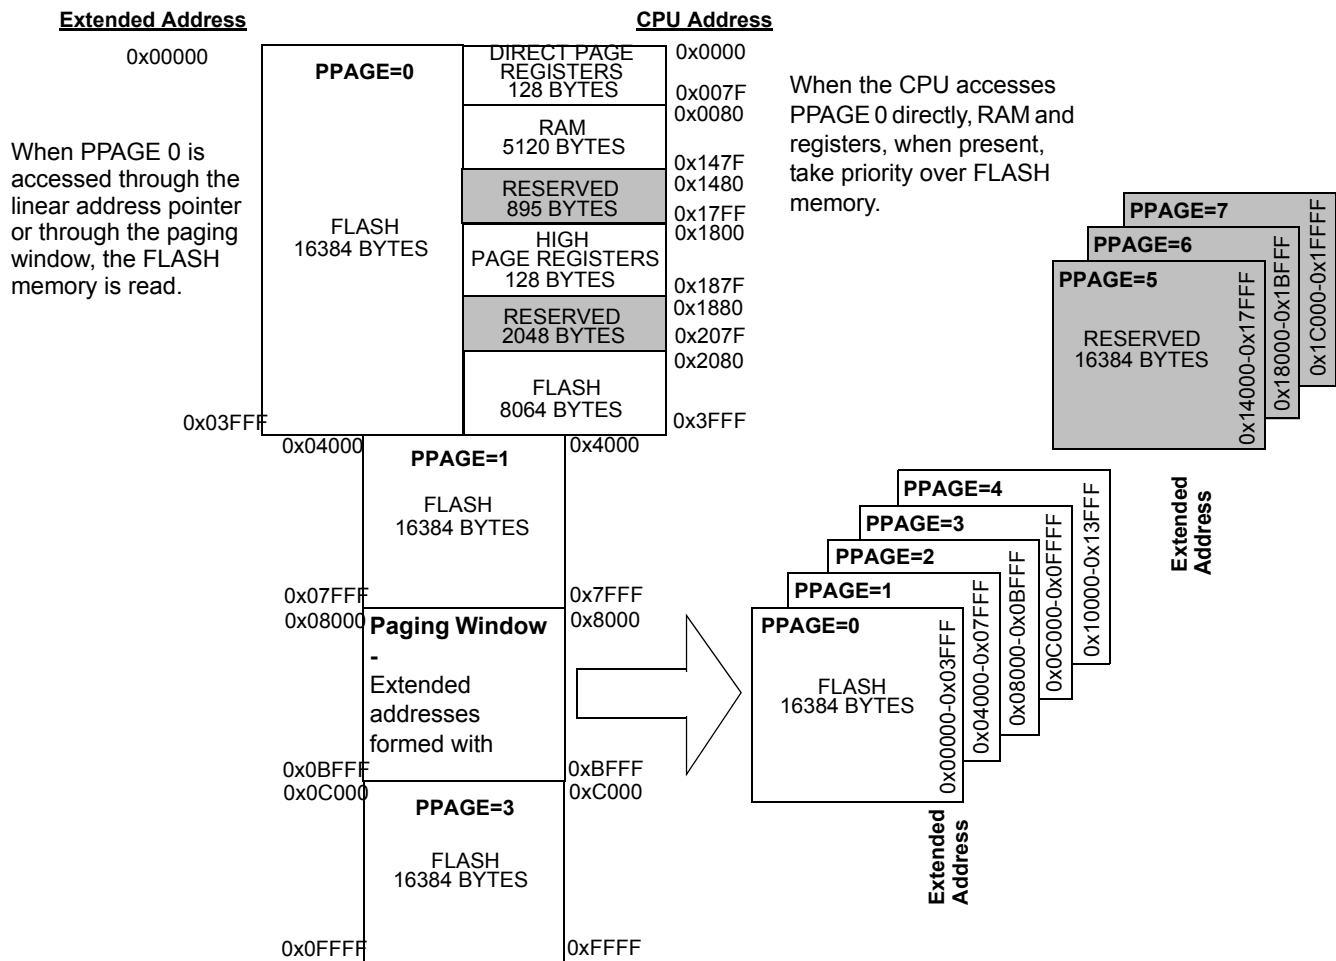 Extended Address
CPU Address
0x00000
PPAGE=0
FLASH
16384 BYTES
0x03FFF
When PPAGE 0 is
accessed through the
linear address pointer
or through the paging
window, the FLASH
memory is read.
DIRECT PAGE
REGISTERS
128 BYTES
0x0000
0x007F
RAM
5120 BYTES
0x0080
0x147F
RESERVED
895 BYTES
0x1480
0x17FF
HIGH
PAGE REGISTERS
128 BYTES
0x1800
0x187F
RESERVED
2048 BYTES
0x1880
0x207F
FLASH
8064 BYTES
0x2080
0x3FFF
When the CPU accesses
PPAGE 0 directly, RAM and
registers, when present,
take priority over FLASH
memory.
0x04000
PPAGE=1
0x4000
FLASH
16384 BYTES
0x07FFF
0x7FFF
0x08000
Paging Window
0x8000
-
Extended
addresses
formed with
0x0BFFF
0xBFFF
0x0C000
0xC000
PPAGE=3
FLASH
16384 BYTES
0x0FFFF
0xFFFF
PPAGE=7
0x1C000-0x1FFFF
PPAGE=6
0x18000-0x1BFFF
PPAGE=5
RESERVED
16384 BYTES
0x14000-0x17FFF
Extended
Address
PPAGE=4
0x10000-0x13FFF
PPAGE=3
0x0C000-0x0FFFF
PPAGE=2
0x08000-0x0BFFF
PPAGE=1
0x04000-0x07FFF
PPAGE=0
FLASH
16384 BYTES
0x00000-0x03FFF
Extended
Address